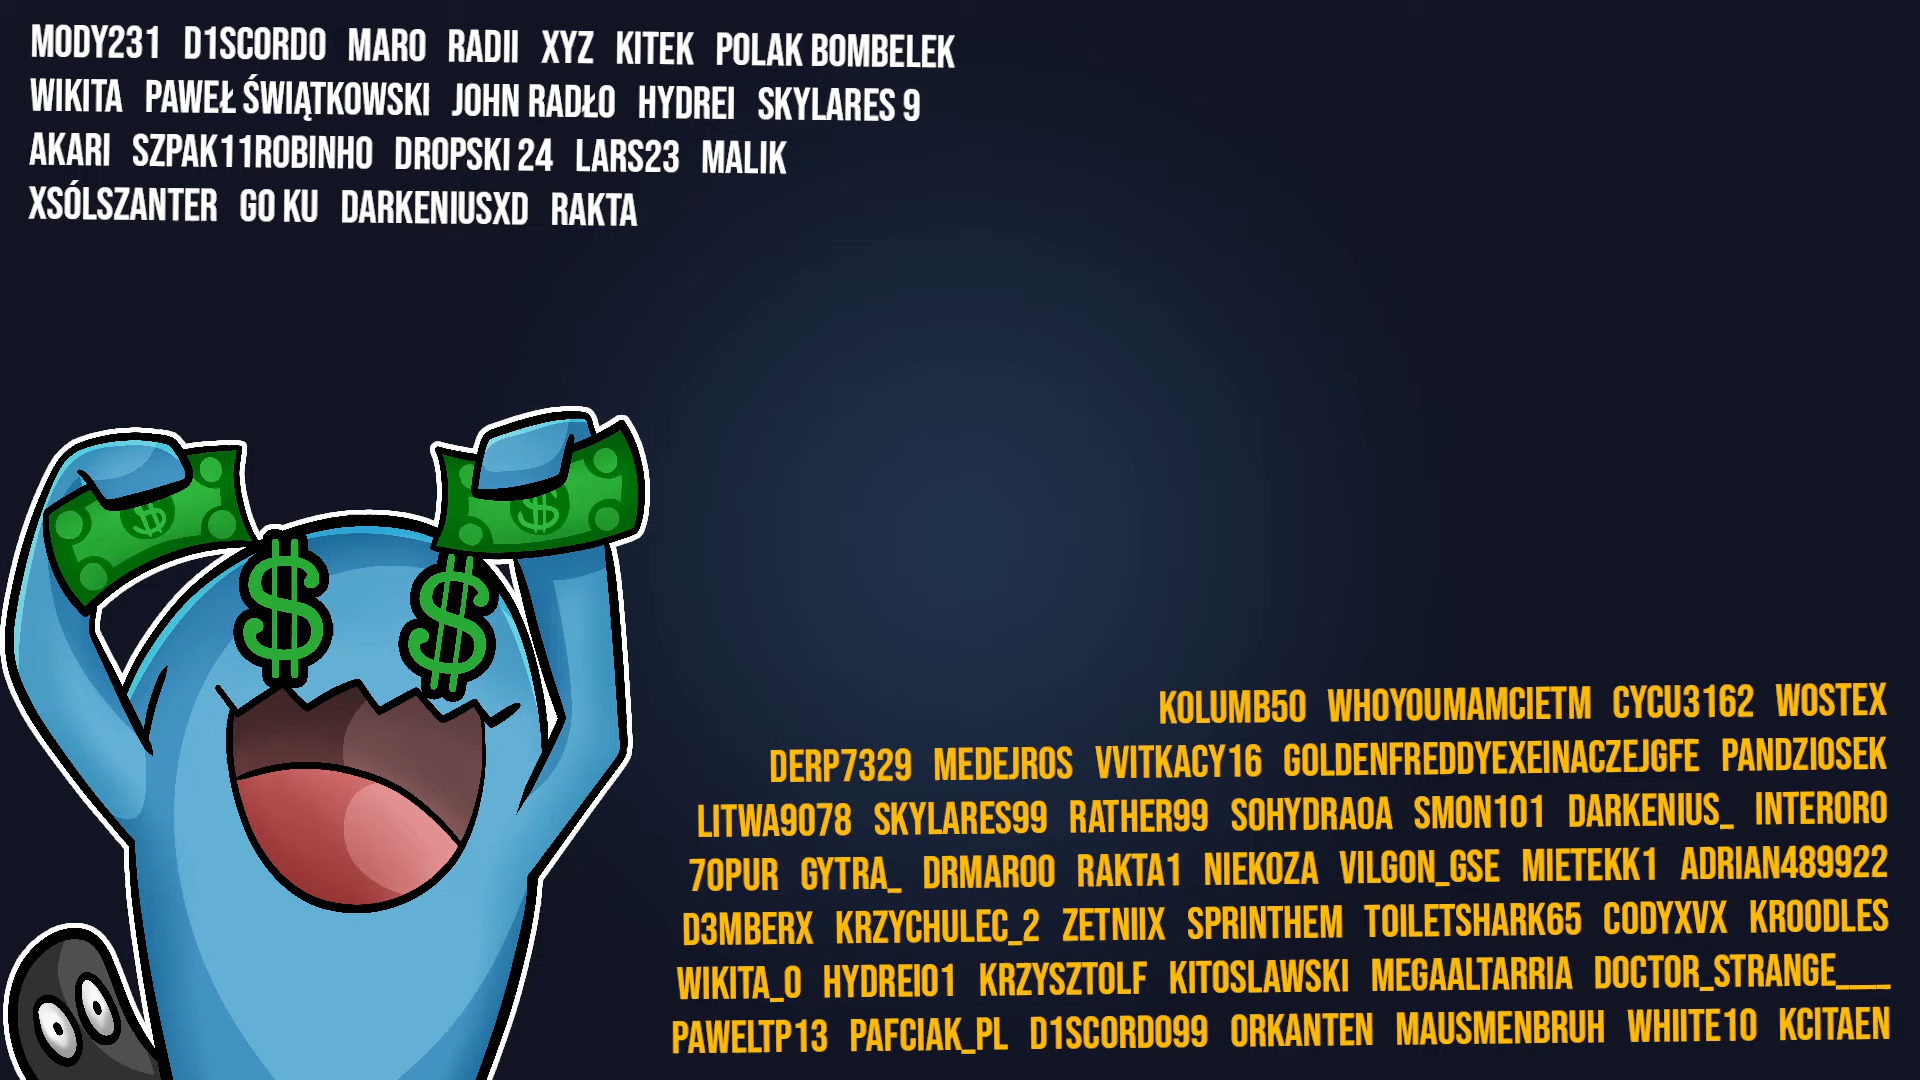 MODY231 D1SCORDO MARO RADII XYZ KITEK POLAK BOMBELEK
WIKITA PAWEŁ ŚWIĄTKOWSKI JOHN RADŁO HYDREI SKYLARES 9
AKARI SZPAK11ROBINHO DROPSKI 24 LARS23 MALIK
XSÓLSZANTER GO KU DARKENIUSXD RAKTA
KOLUMB50 WHOYOUMAMCIETM CYCU3162 WOSTEX
DERP7329 MEDEJROS VVITKACY16 GOLDENFREDDYEXEINACZEJGFE PANDZIOSEK
LITWA9078 SKYLARES99 RATHER99 SOHYDRAOA SMON101 DARKENIUS_ INTERORO
70PUR GYTRA_ DRMAROO RAKTA1 NIEKOZA VILGON_GSE MIETEKK1 ADRIAN489922
D3MBERX KRZYCHULEC_2 ZETNIIX SPRINTHEM TOILETSHARK65 CODYXVX KROODLES
WIKITA_O HYDREI01 KRZYSZTOLF KITOSLAWSKI MEGAALTARRIA DOCTOR_STRANGE___
PAWELTP13 PAFCIAK_PL D1SCORDO99 ORKANTEN MAUSMENBRUH WHIITE10 KCITAEN